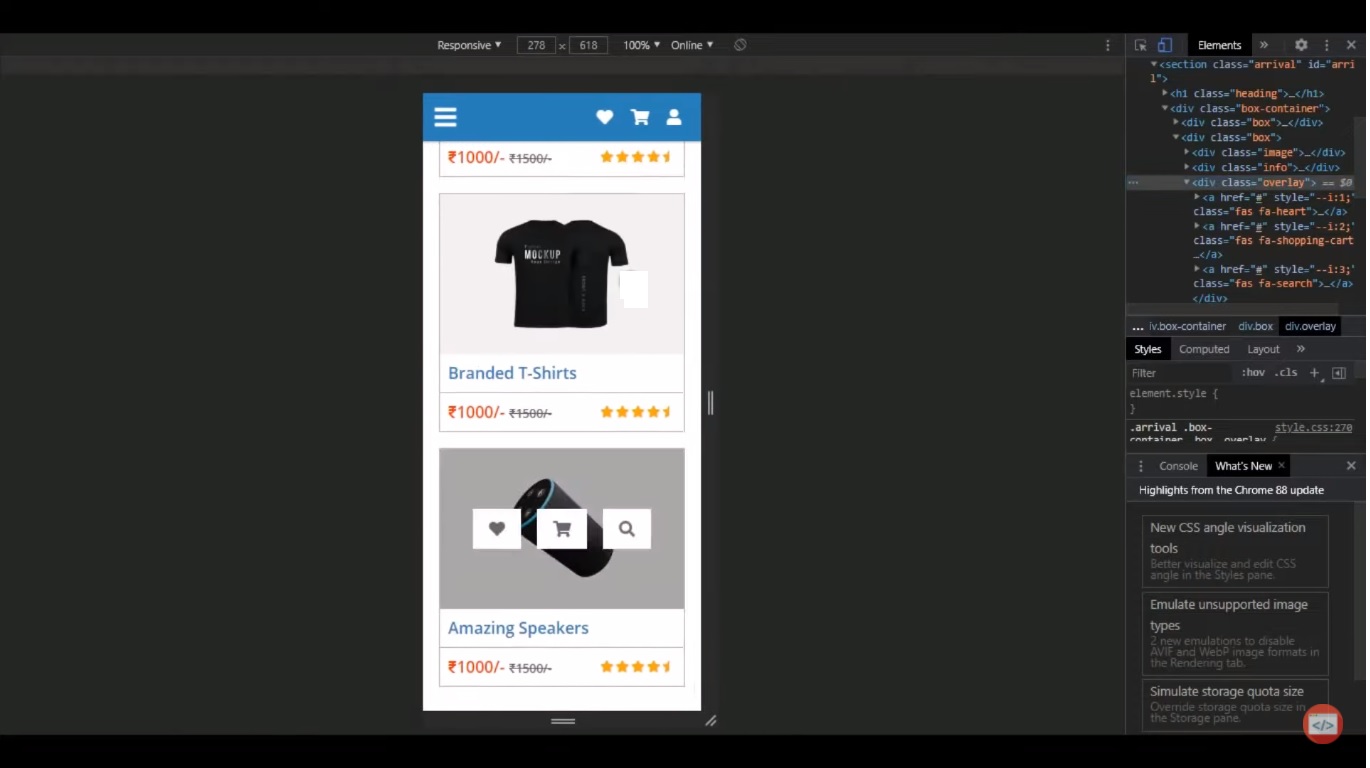 Responsive ▼ 278 x 618 100% ▼ Online ▼
Elements »
▼<section class="arrival" id="arri
l">
▶<h1 class="heading">…</h1>
▼<div class="box-container">
▶<div class="box">…</div>
▼<div class="box">
▶<div class="image">…</div>
▶<div class="info">…</div>
… ▼<div class="overlay"> == $0
▶<a href="#" style="--i:1;"
class="fas fa-heart">…</a>
▶<a href="#" style="--i:2;"
class="fas fa-shopping-cart
…</a>
▶<a href="#" style="--i:3;"
class="fas fa-search">…</a>
</div>
... iv.box-container div.box div.overlay
Styles Computed Layout »
Filter :hov .cls +
element.style {
}
.arrival .box- style.css:270
container .box .overlay {
Console What's New ×
Highlights from the Chrome 88 update
New CSS angle visualization
tools
Better visualize and edit CSS
angle in the Styles pane.
Emulate unsupported image
types
2 new emulations to disable
AVIF and WebP image formats in
the Rendering tab.
Simulate storage quota size
Override storage quota size in
the Storage pane.
</>
₹1000/- ₹1500/-
MOCKUP
Branded T-Shirts
₹1000/- ₹1500/-
Amazing Speakers
₹1000/- ₹1500/-